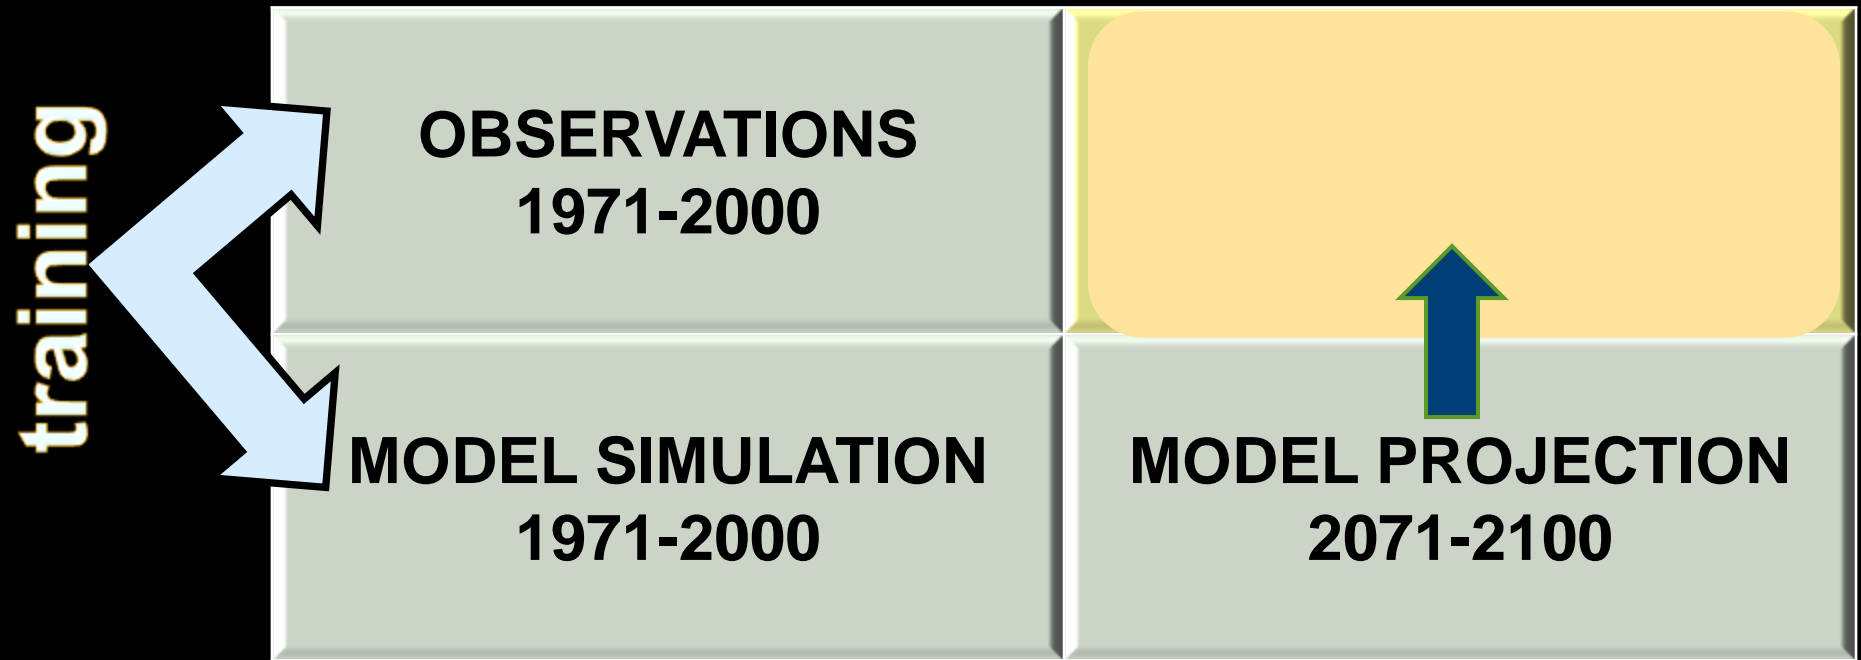 training
OBSERVATIONS
1971-2000
MODEL SIMULATION
1971-2000
MODEL PROJECTION
2071-2100